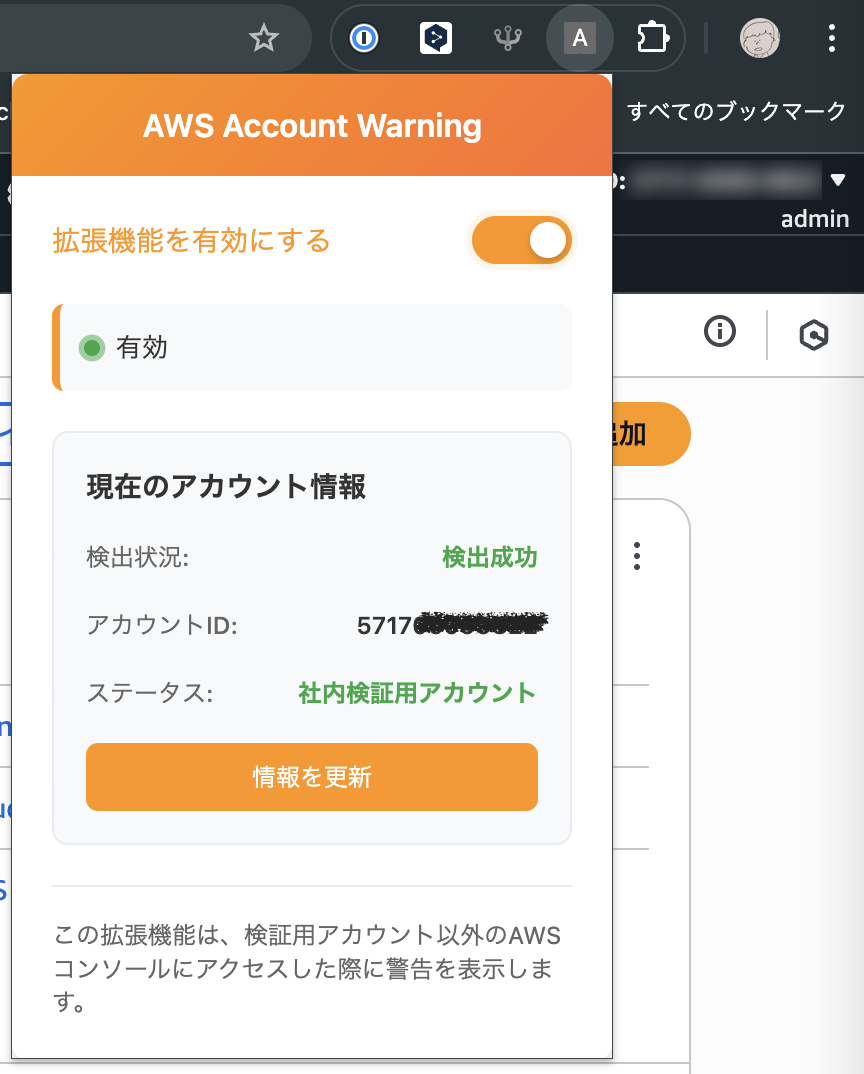 A
すべてのブックマーク
AWS Account Warning
admin
拡張機能を有効にする
有効
追加
現在のアカウント情報
検出状況: 検出成功
アカウントID: 5717
ステータス: 社内検証用アカウント
情報を更新
この拡張機能は、検証用アカウント以外のAWS
コンソールにアクセスした際に警告を表示しま
す。